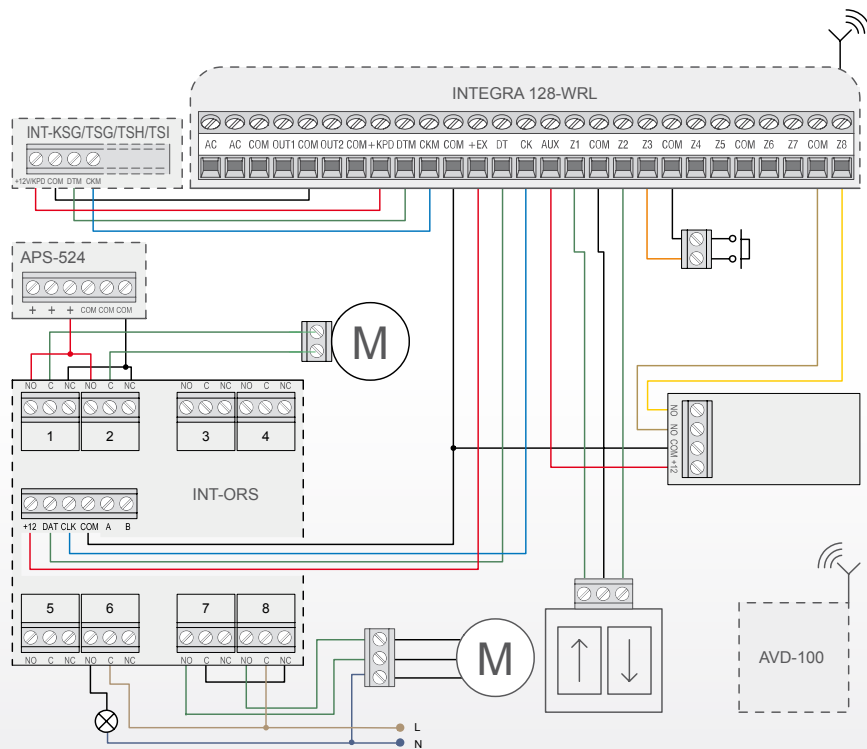 INTEGRA 128-WRL
AC AC COM OUT1 COM OUT2 COM +KPD DTM CKM COM +EX DT CK AUX Z1 COM Z2 Z3 COM Z4 Z5 COM Z6 Z7 COM Z8
INT-KSG/TSG/TSH/TSI
+12V/KPD COM DTM CKM
APS-524
+ + + COM COM COM
M
NO C NC NO C NC NO C NC NO C NC
1 2 3 4
INT-ORS
+12 DAT CLK COM A B
NO
NO
COM
+12
5 6 7 8
NO C NC NO C NC NO C NC NO C NC
M
AVD-100
L
N